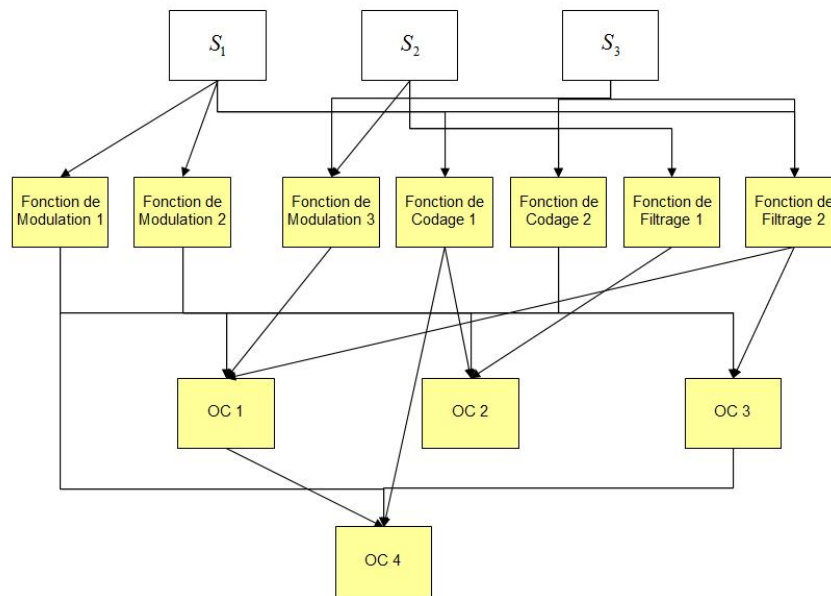 S₁
S₂
S₃
Fonction de
Modulation 1
Fonction de
Modulation 2
Fonction de
Modulation 3
Fonction de
Codage 1
Fonction de
Codage 2
Fonction de
Filtrage 1
Fonction de
Filtrage 2
OC 1
OC 2
OC 3
OC 4